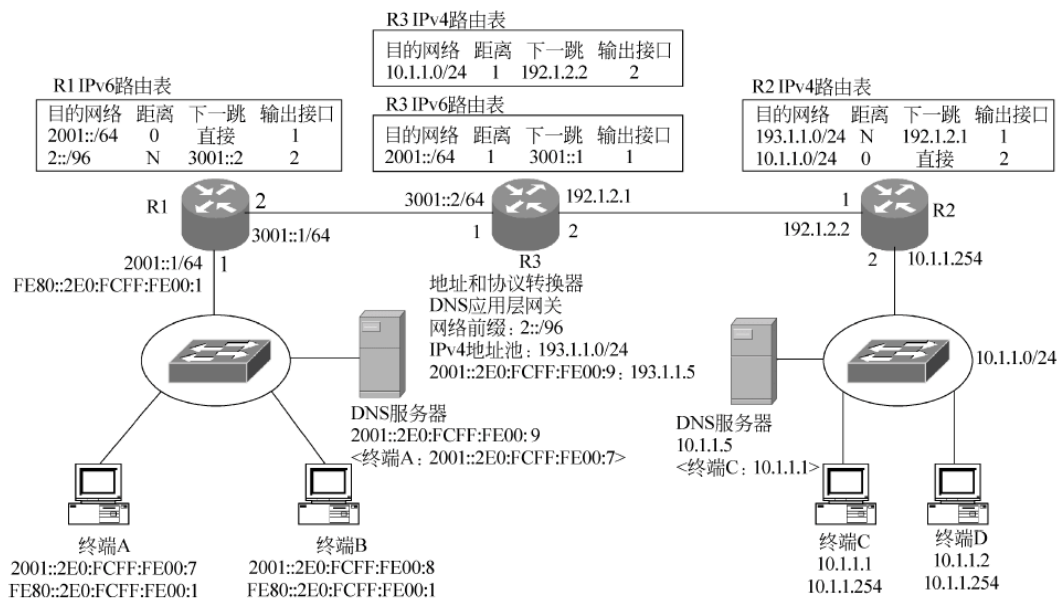 R3 IPv4路由表
目的网络 距离 下一跳 输出接口
10.1.1.0/24 1 192.1.2.2 2
R1 IPv6路由表
目的网络 距离 下一跳 输出接口
2001::/64 0 直接 1
2::/96 N 3001::2 2
R3 IPv6路由表
目的网络 距离 下一跳 输出接口
2001::/64 1 3001::1 1
R2 IPv4路由表
目的网络 距离 下一跳 输出接口
193.1.1.0/24 N 192.1.2.1 1
10.1.1.0/24 0 直接 2
R1
2
3001::1/64
2001::1/64
1
FE80::2E0:FCFF:FE00:1
3001::2/64
192.1.2.1
1
2
R3
1
192.1.2.2
R2
2
10.1.1.254
地址和协议转换器
DNS应用层网关
网络前缀：2::/96
IPv4地址池：193.1.1.0/24
2001::2E0:FCFF:FE00:9：193.1.1.5
10.1.1.0/24
DNS服务器
2001::2E0:FCFF:FE00:9
<终端A：2001::2E0:FCFF:FE00:7>
DNS服务器
10.1.1.5
<终端C：10.1.1.1>
终端A
2001::2E0:FCFF:FE00:7
FE80::2E0:FCFF:FE00:1
终端B
2001::2E0:FCFF:FE00:8
FE80::2E0:FCFF:FE00:1
终端C
10.1.1.1
10.1.1.254
终端D
10.1.1.2
10.1.1.254